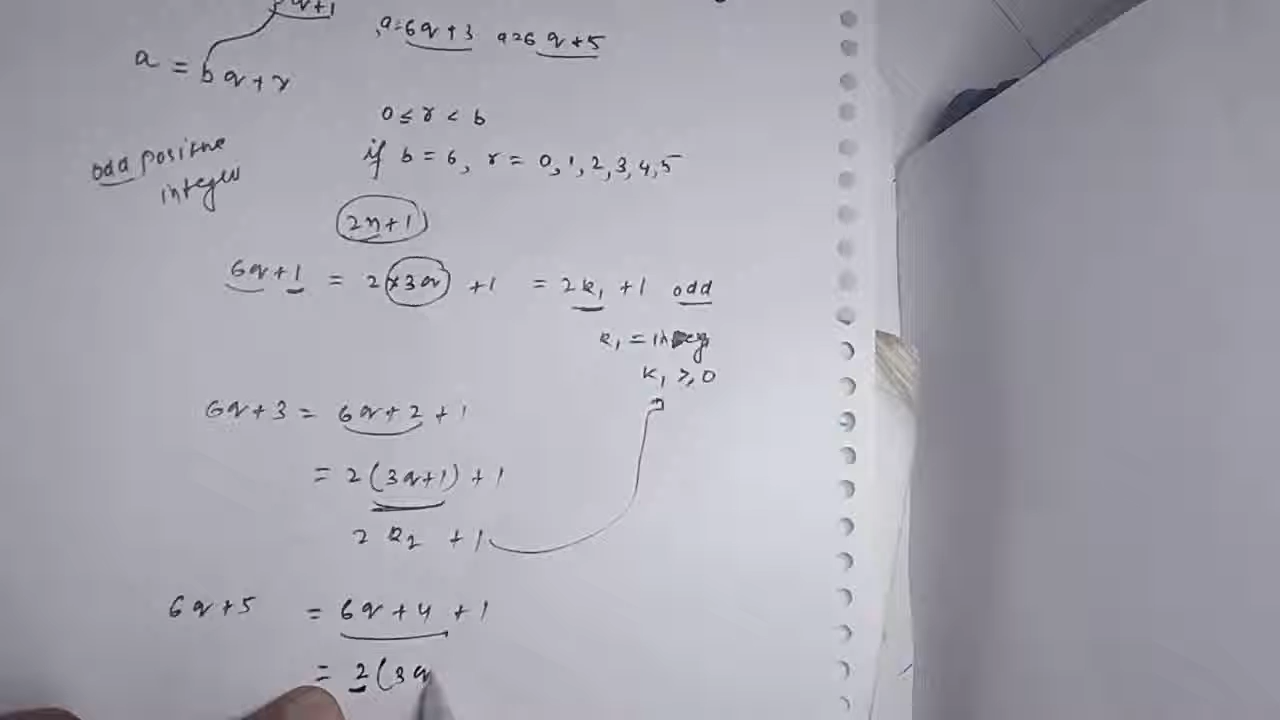 q+1
a=6q+3 a=6q+5
a = bq+r
0 ≤ r < b
if b = 6, r = 0,1,2,3,4,5
odd positive
integer
2n+1
6q+1 = 2×3q +1 = 2k₁ +1 odd
k₁ =
k₁ ≥ 0
6q+3 = 6q+2 +1
= 2(3q+1)+1
2 k₂ +1
6q+5 = 6q+4 +1
= 2(3q